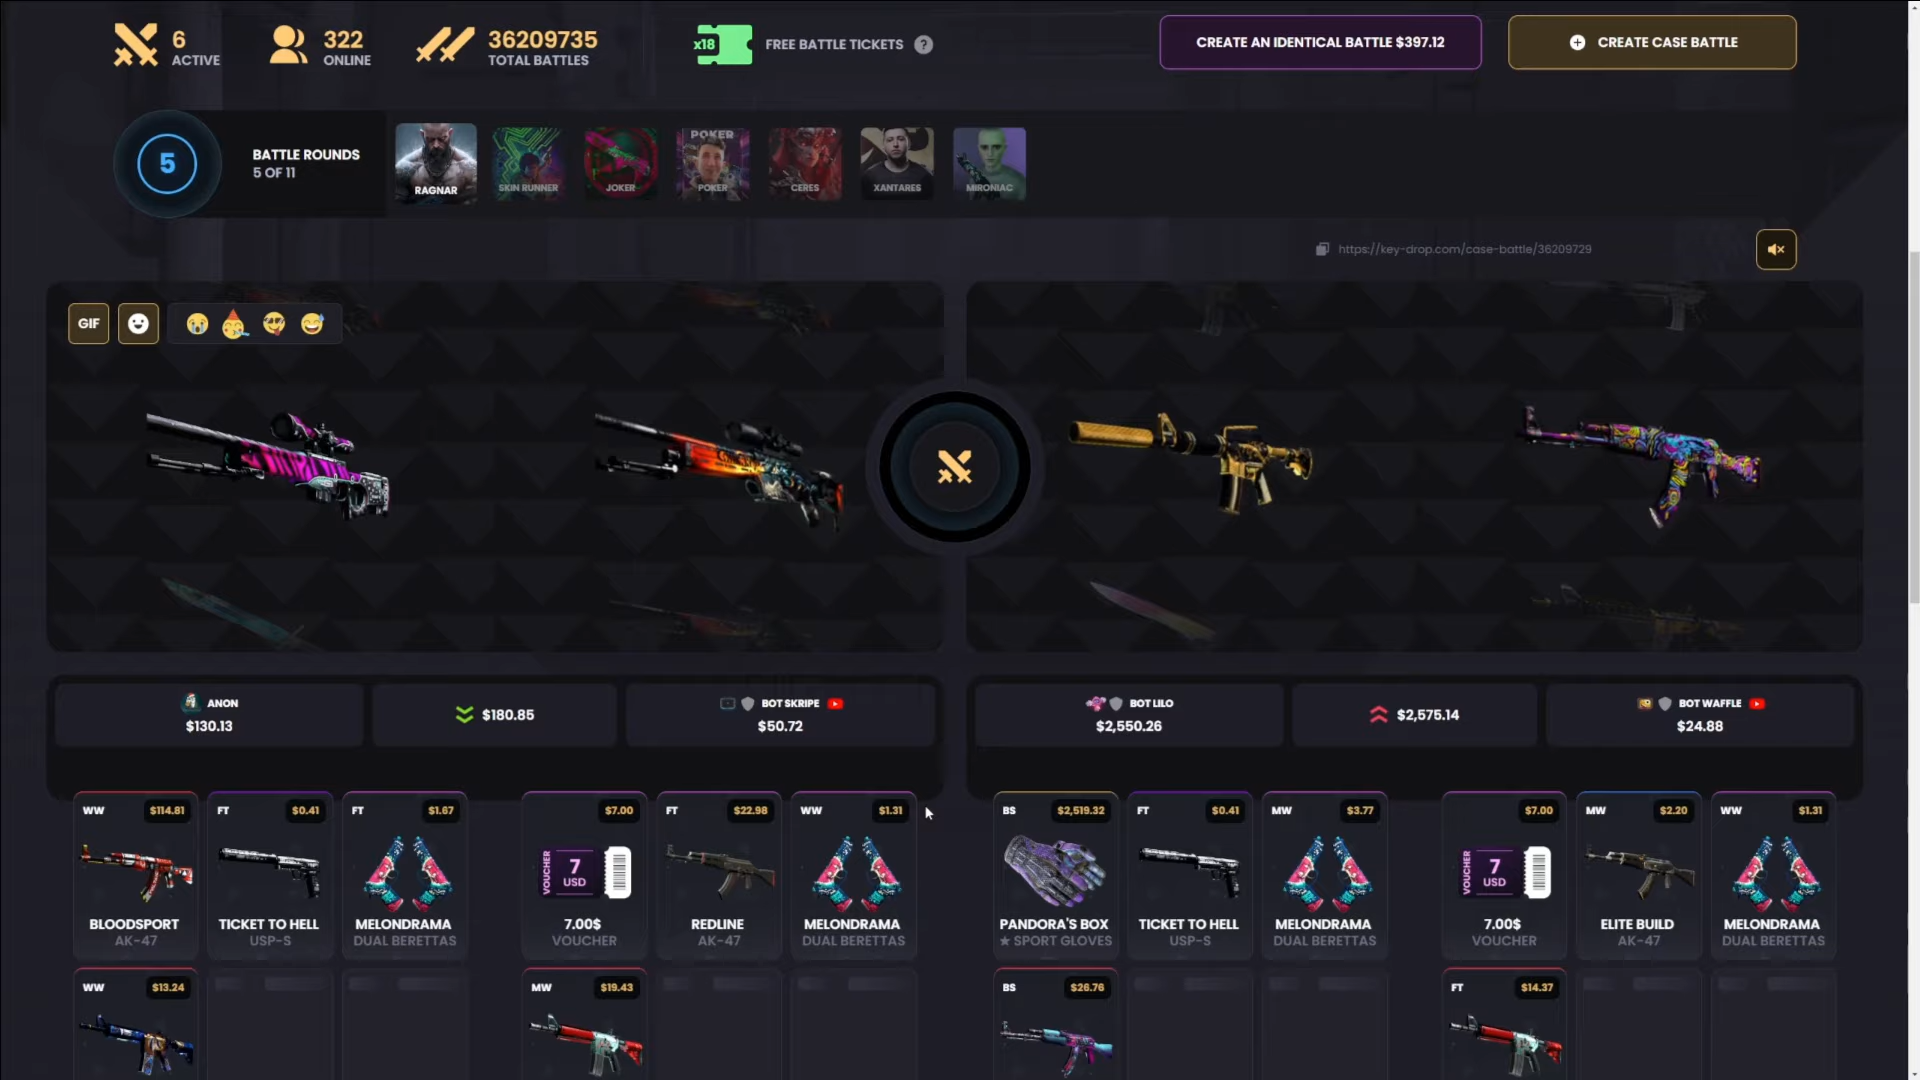 6
ACTIVE
322
ONLINE
36209735
TOTAL BATTLES
x18
FREE BATTLE TICKETS ?
CREATE AN IDENTICAL BATTLE $397.12
CREATE CASE BATTLE
5
BATTLE ROUNDS
5 OF 11
RAGNAR
SKIN RUNNER
JOKER
POKER
POKER
CERES
XANTARES
MIRONIAC
https://key-drop.com/case-battle/36209729
GIF
ANON
$130.13
$180.85
BOT SKRIPE
$50.72
BOT LILO
$2,550.26
$2,575.14
BOT WAFFLE
$24.88
WW $114.81
BLOODSPORT
AK-47
FT $0.41
TICKET TO HELL
USP-S
FT $1.67
MELONDRAMA
DUAL BERETTAS
$7.00
VOUCHER 7 USD
7.00$
VOUCHER
FT $22.98
REDLINE
AK-47
WW $1.31
MELONDRAMA
DUAL BERETTAS
BS $2,519.32
PANDORA'S BOX
★ SPORT GLOVES
FT $0.41
TICKET TO HELL
USP-S
MW $3.77
MELONDRAMA
DUAL BERETTAS
$7.00
VOUCHER 7 USD
7.00$
VOUCHER
MW $2.20
ELITE BUILD
AK-47
WW $1.31
MELONDRAMA
DUAL BERETTAS
WW $13.24
MW $19.43
BS $26.76
FT $14.37